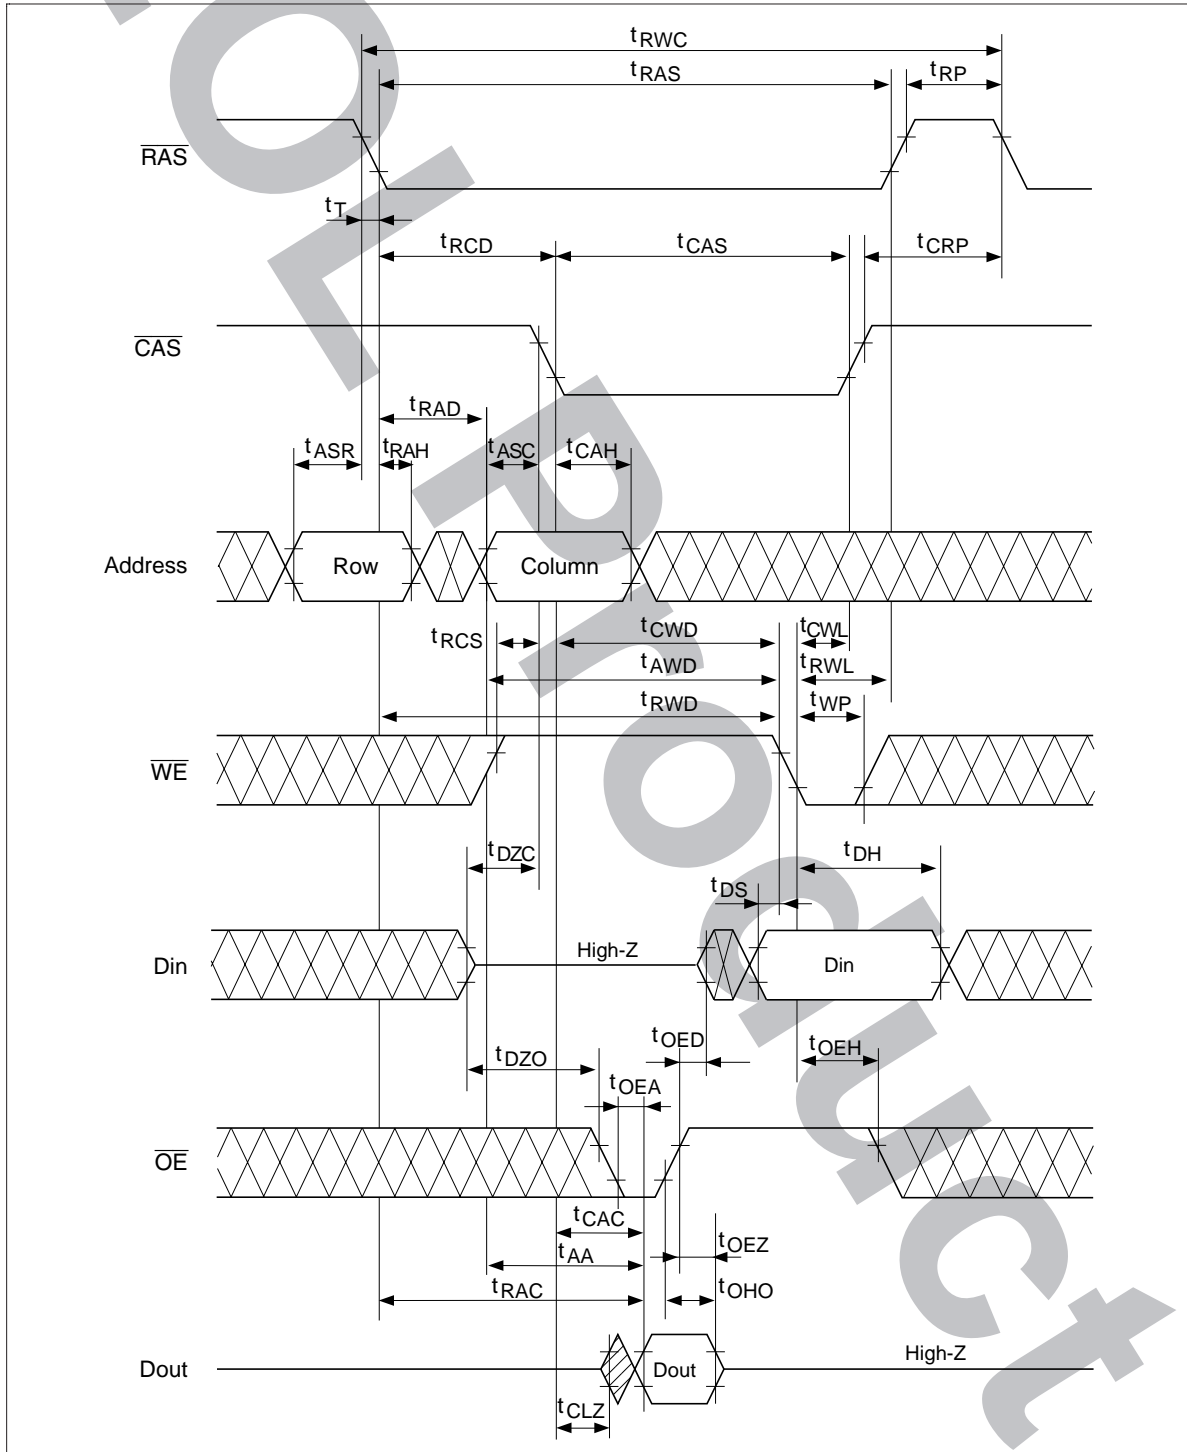 tRWC
tRAS
tRP
RAS
tT
tRCD
tCAS
tCRP
CAS
tRAD
tASR
tRAH
tASC
tCAH
Address
Row
Column
tRCS
tCWD
tCWL
tAWD
tRWL
tRWD
tWP
WE
tDZC
tDH
tDS
Din
High-Z
Din
tOED
tOEH
tDZO
tOEA
OE
tCAC
tOEZ
tAA
tRAC
tOHO
Dout
Dout
High-Z
tCLZ
OL Product